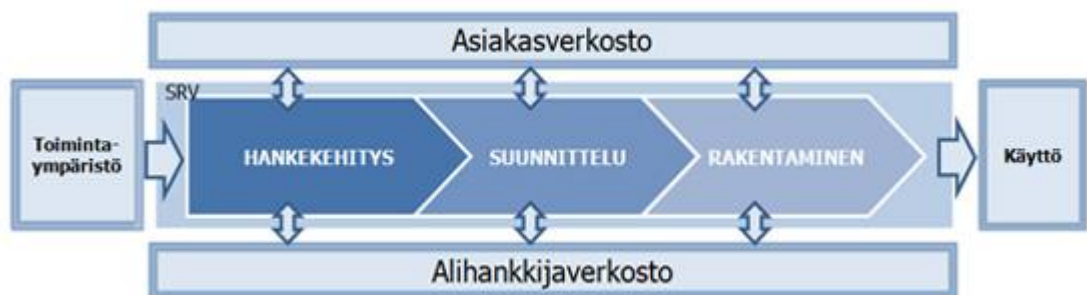 Asiakasverkosto
SRV
Toiminta-
ympäristö
HANKEKEHITYS
SUUNNITTELU
RAKENTAMINEN
Käyttö
Alihankkijaverkosto